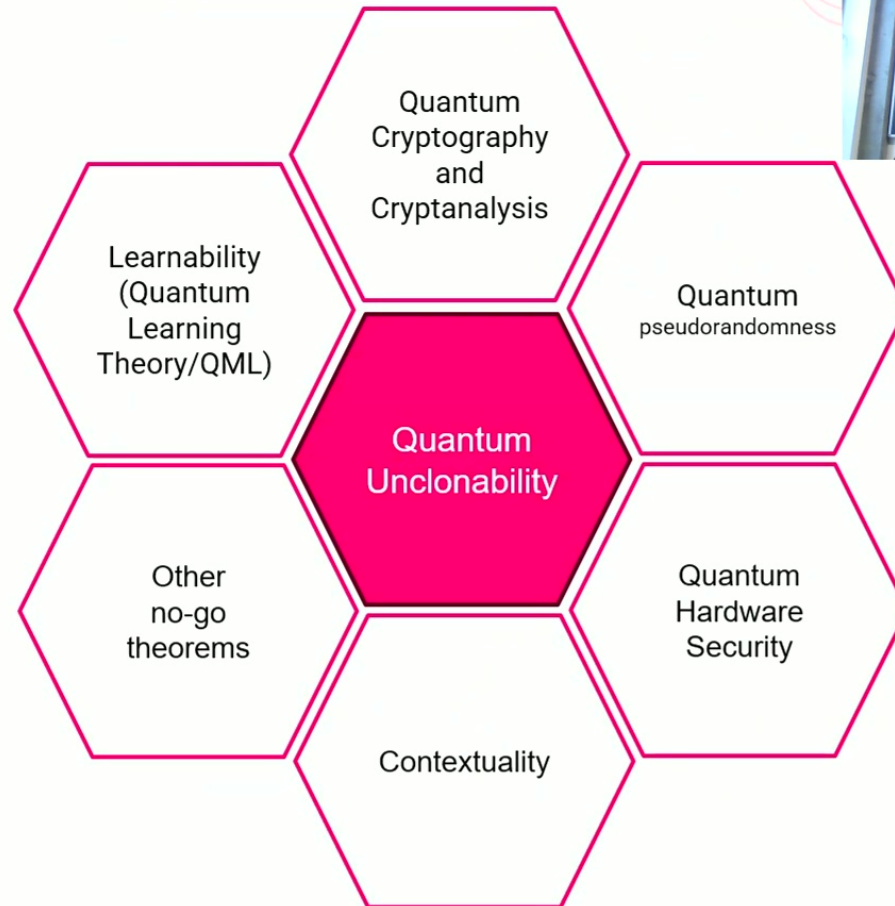 Quantum
Cryptography
and
Cryptanalysis
Learnability
(Quantum
Learning
Theory/QML)
Quantum
pseudorandomness
Quantum
Unclonability
Other
no-go
theorems
Quantum
Hardware
Security
Contextuality